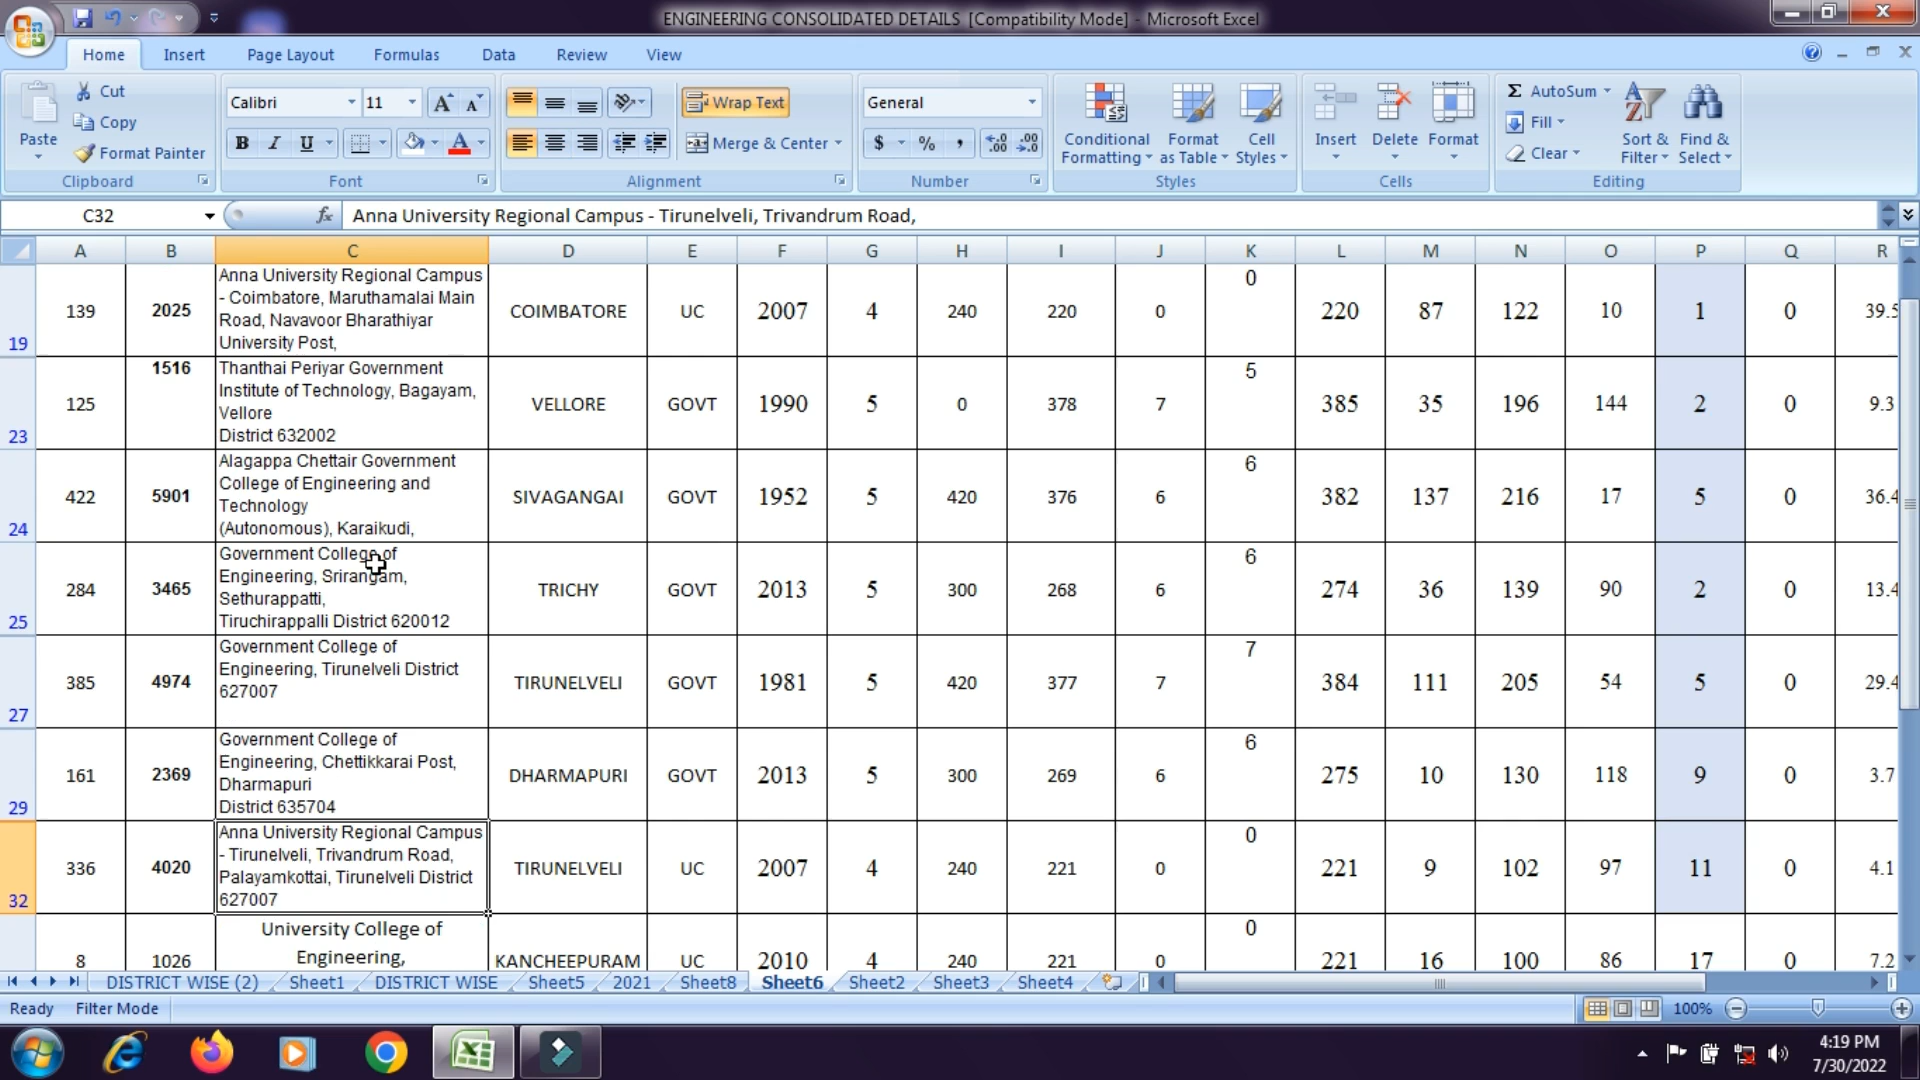 ENGINEERING CONSOLIDATED DETAILS [Compatibility Mode] - Microsoft Excel
Home Insert Page Layout Formulas Data Review View
Paste Cut Copy Format Painter
Calibri 11 A A Wrap Text General
B I U A Merge & Center $ % ,
Conditional Formatting Format as Table Cell Styles Insert Delete Format
Σ AutoSum Fill Clear Sort & Filter Find & Select
Clipboard Font Alignment Number Styles Cells Editing
C32 fx Anna University Regional Campus - Tirunelveli, Trivandrum Road,
A B C D E F G H I J K L M N O P Q R
19 139 2025 Anna University Regional Campus
- Coimbatore, Maruthamalai Main
Road, Navavoor Bharathiyar
University Post,
COIMBATORE UC 2007 4 240 220 0 0 220 87 122 10 1 0 39.5
23 125 1516 Thanthai Periyar Government
Institute of Technology, Bagayam,
Vellore
District 632002
VELLORE GOVT 1990 5 0 378 7 5 385 35 196 144 2 0 9.3
24 422 5901 Alagappa Chettair Government
College of Engineering and
Technology
(Autonomous), Karaikudi,
SIVAGANGAI GOVT 1952 5 420 376 6 6 382 137 216 17 5 0 36.4
25 284 3465 Government College of
Engineering, Srirangam,
Sethurappatti,
Tiruchirappalli District 620012
TRICHY GOVT 2013 5 300 268 6 6 274 36 139 90 2 0 13.4
27 385 4974 Government College of
Engineering, Tirunelveli District
627007
TIRUNELVELI GOVT 1981 5 420 377 7 7 384 111 205 54 5 0 29.4
29 161 2369 Government College of
Engineering, Chettikkarai Post,
Dharmapuri
District 635704
DHARMAPURI GOVT 2013 5 300 269 6 6 275 10 130 118 9 0 3.7
32 336 4020 Anna University Regional Campus
- Tirunelveli, Trivandrum Road,
Palayamkottai, Tirunelveli District
627007
TIRUNELVELI UC 2007 4 240 221 0 0 221 9 102 97 11 0 4.1
8 1026 University College of
Engineering,
KANCHEEPURAM UC 2010 4 240 221 0 0 221 16 100 86 17 0 7.2
DISTRICT WISE (2) Sheet1 DISTRICT WISE Sheet5 2021 Sheet8 Sheet6 Sheet2 Sheet3 Sheet4
Ready Filter Mode 100%
4:19 PM
7/30/2022